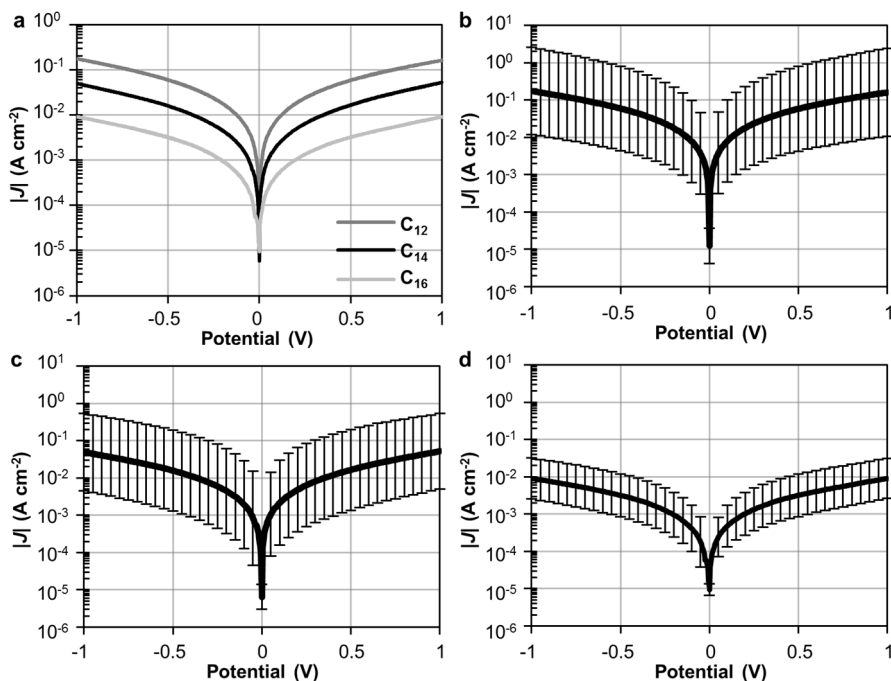 a
10⁰
10⁻¹
10⁻²
10⁻³
10⁻⁴
10⁻⁵
10⁻⁶
|J| (A cm⁻²)
C₁₂
C₁₄
C₁₆
-1 -0.5 0 0.5 1
Potential (V)
b
10¹
10⁰
10⁻¹
10⁻²
10⁻³
10⁻⁴
10⁻⁵
10⁻⁶
|J| (A cm⁻²)
-1 -0.5 0 0.5 1
Potential (V)
c
10¹
10⁰
10⁻¹
10⁻²
10⁻³
10⁻⁴
10⁻⁵
10⁻⁶
|J| (A cm⁻²)
-1 -0.5 0 0.5 1
Potential (V)
d
10¹
10⁰
10⁻¹
10⁻²
10⁻³
10⁻⁴
10⁻⁵
10⁻⁶
|J| (A cm⁻²)
-1 -0.5 0 0.5 1
Potential (V)